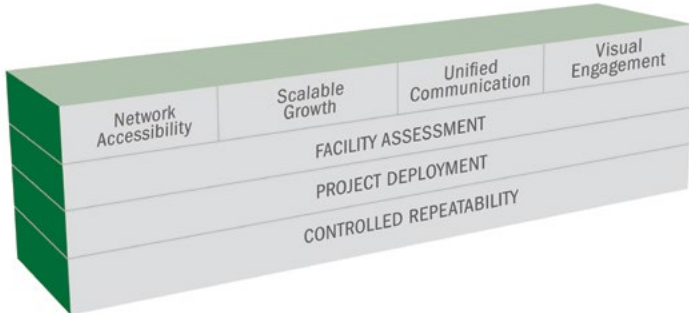 Network
Accessibility
Scalable
Growth
Unified
Communication
Visual
Engagement
FACILITY ASSESSMENT
PROJECT DEPLOYMENT
CONTROLLED REPEATABILITY